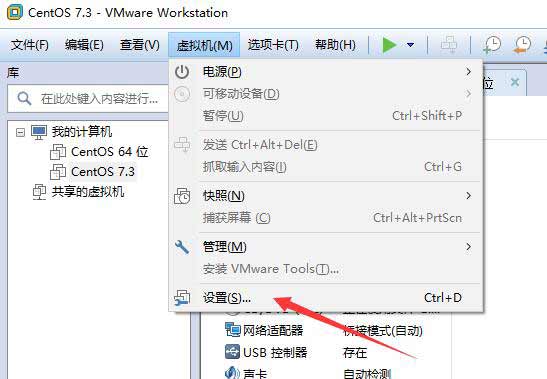 CentOS 7.3 - VMware Workstation
文件(F) 编辑(E) 查看(V) 虚拟机(M) 选项卡(T) 帮助(H)
库
在此处键入内容进行...
我的计算机
CentOS 64 位
CentOS 7.3
共享的虚拟机
位
电源(P)
可移动设备(D)
暂停(U) Ctrl+Shift+P
发送 Ctrl+Alt+Del(E)
抓取输入内容(I) Ctrl+G
快照(N)
捕获屏幕 (C) Ctrl+Alt+PrtScn
管理(M)
安装 VMware Tools(T)...
设置(S)... Ctrl+D
网络适配器 桥接模式(自动)
USB 控制器 存在
声卡 自动检测